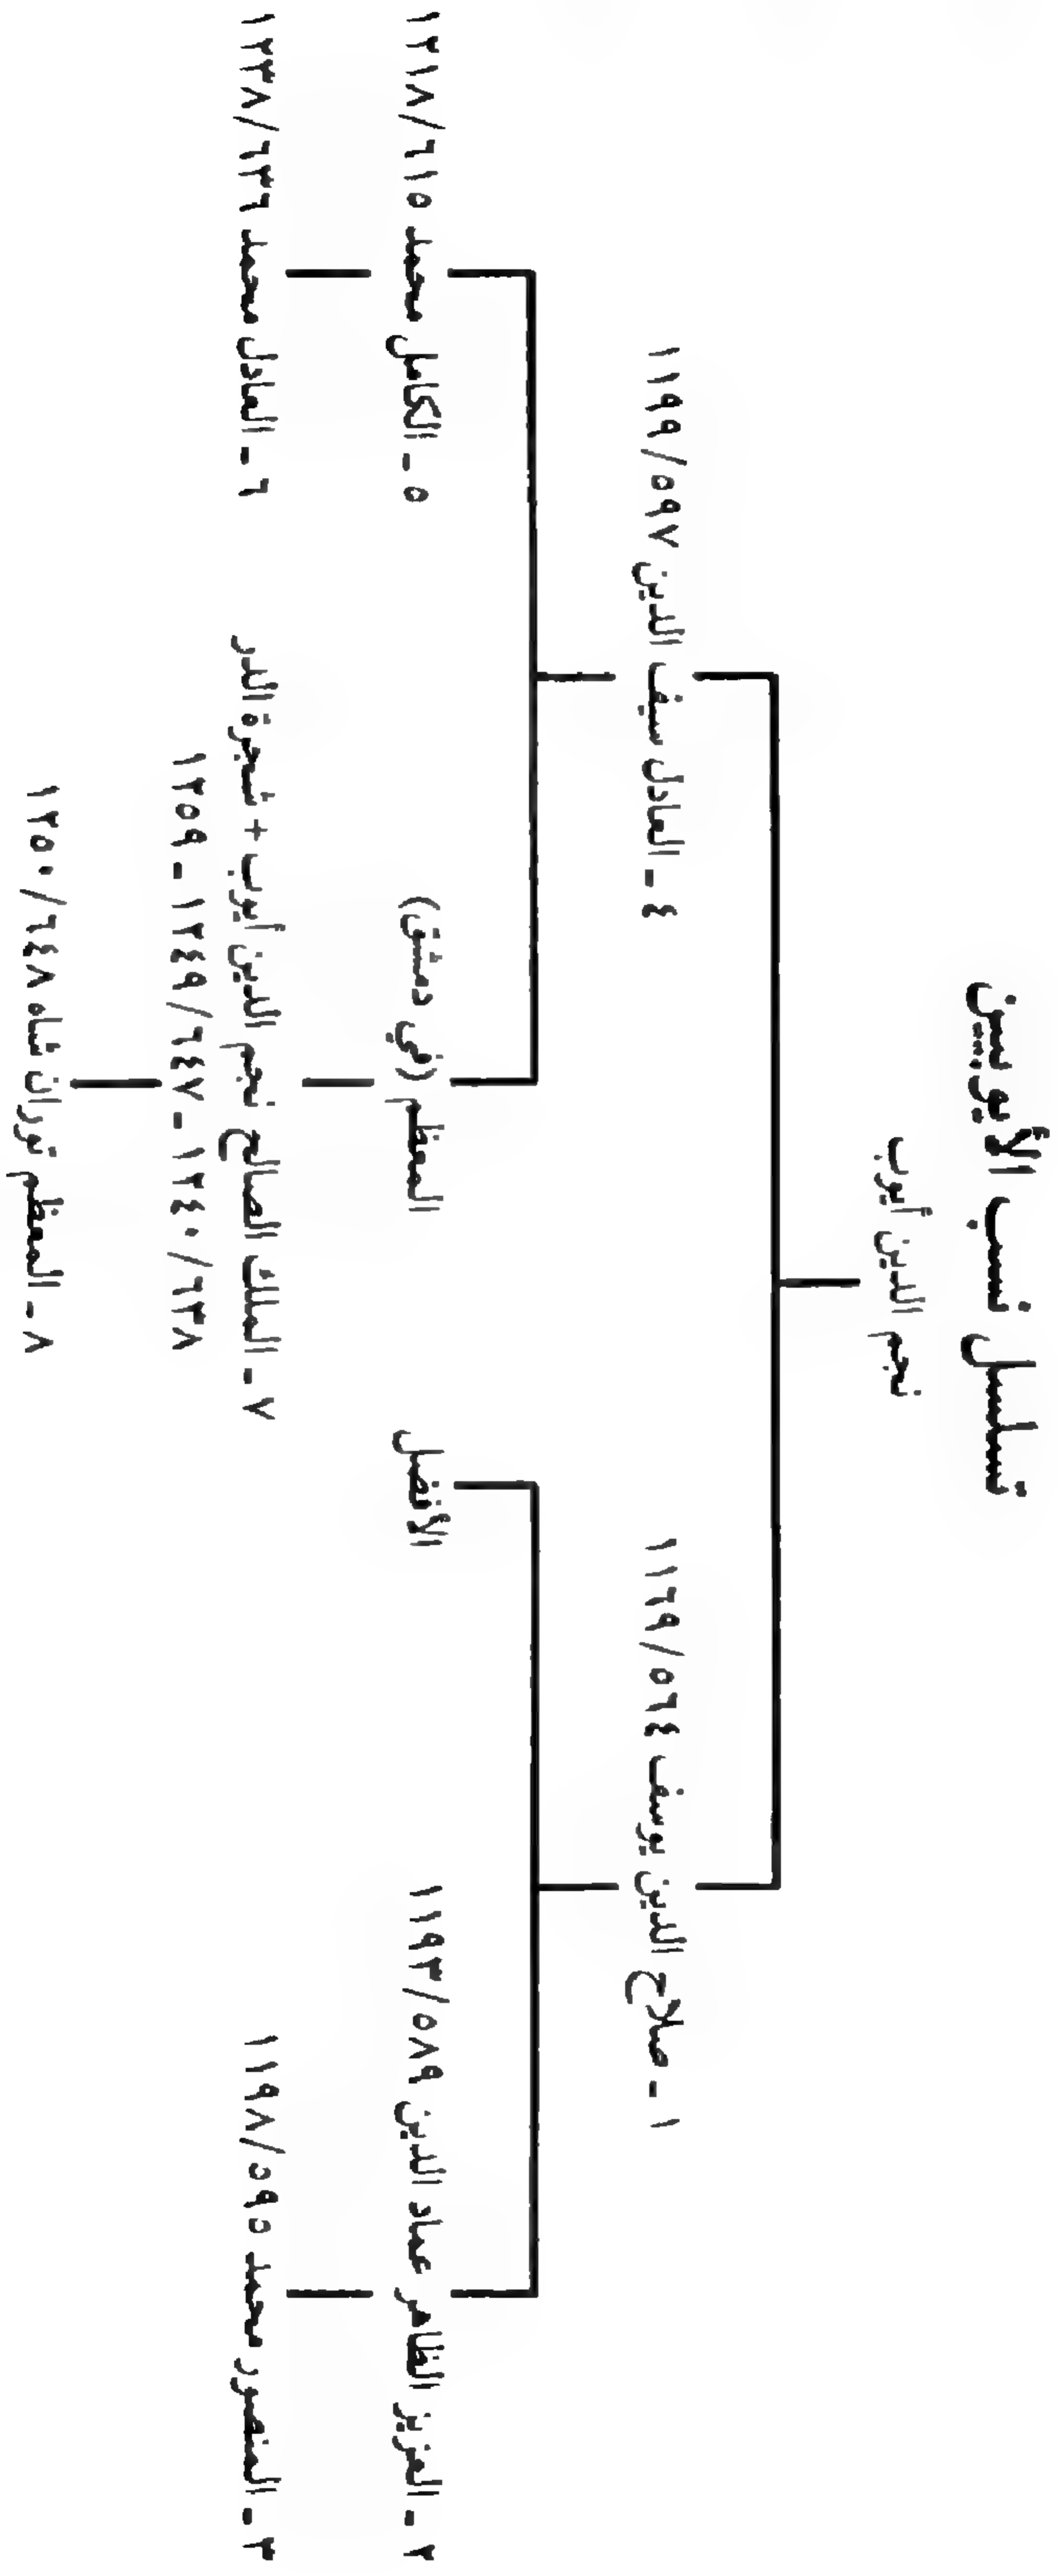 تسلسل نسب الأيوبيين
نجم الدين أيوب
١ ـ صلاح الدين يوسف ٥٦٤/١١٦٩
٤ ـ العادل سيف الدين ٥٩٧/١١٩٩
٢ ـ العزيز الظاهر عماد الدين ٥٨٩/١١٩٣
الأفضل
المعظم (في دمشق)
٥ ـ الكامل محمد ٦١٥/١٢١٨
٣ ـ المنصور محمد ٥٩٥/١١٩٨
٧ ـ الملك الصالح نجم الدين أيوب + شجرة الدر
٦٣٨/١٢٤٠ ـ ٦٤٧/١٢٤٩ ـ ١٢٥٩
٦ ـ العادل محمد ٦٣٦/١٢٣٨
٨ ـ المعظم توران شاه ٦٤٨/١٢٥٠